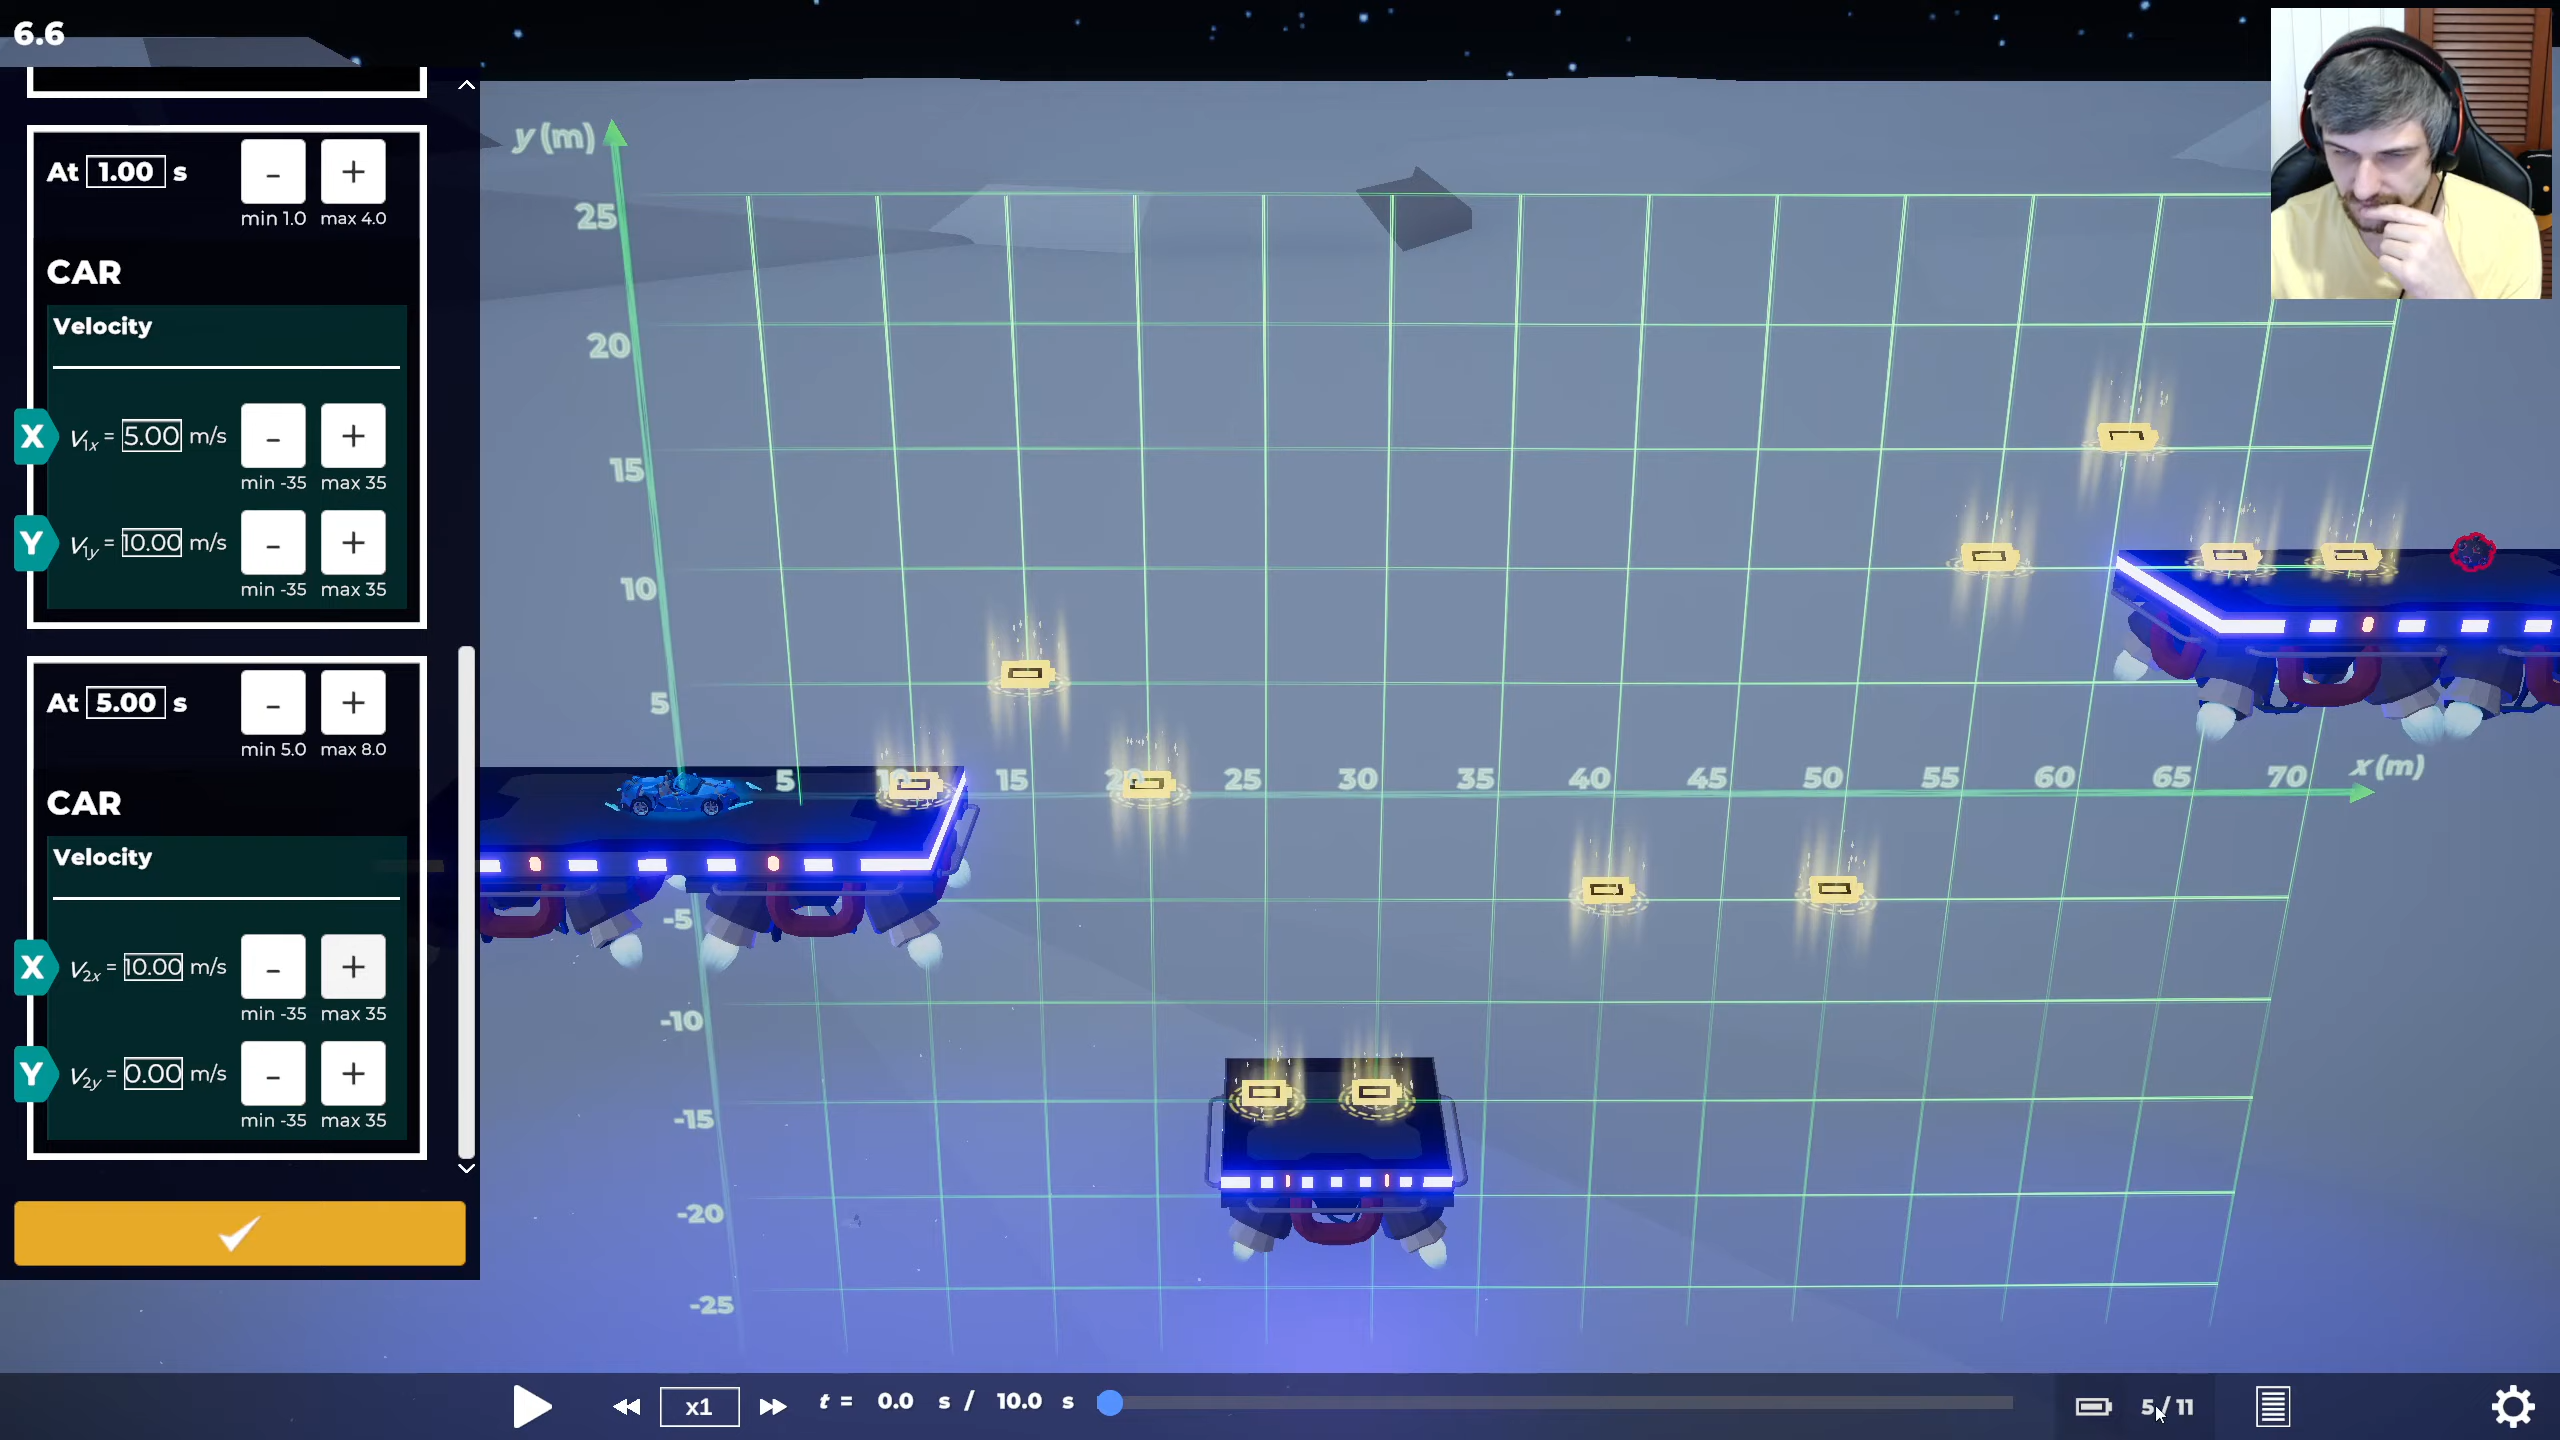 6.6
At 1.00 s
-
+
min 1.0
max 4.0
CAR
Velocity
X
V1x = 5.00 m/s
-
+
min -35
max 35
Y
V1y = 10.00 m/s
-
+
min -35
max 35
At 5.00 s
-
+
min 5.0
max 8.0
CAR
Velocity
X
V2x = 10.00 m/s
-
+
min -35
max 35
Y
V2y = 0.00 m/s
-
+
min -35
max 35
y (m)
25
20
15
10
5
5 10 15 20 25 30 35 40 45 50 55 60 65 70 x (m)
-5
-10
-15
-20
-25
x1
t = 0.0 s / 10.0 s
5 / 11